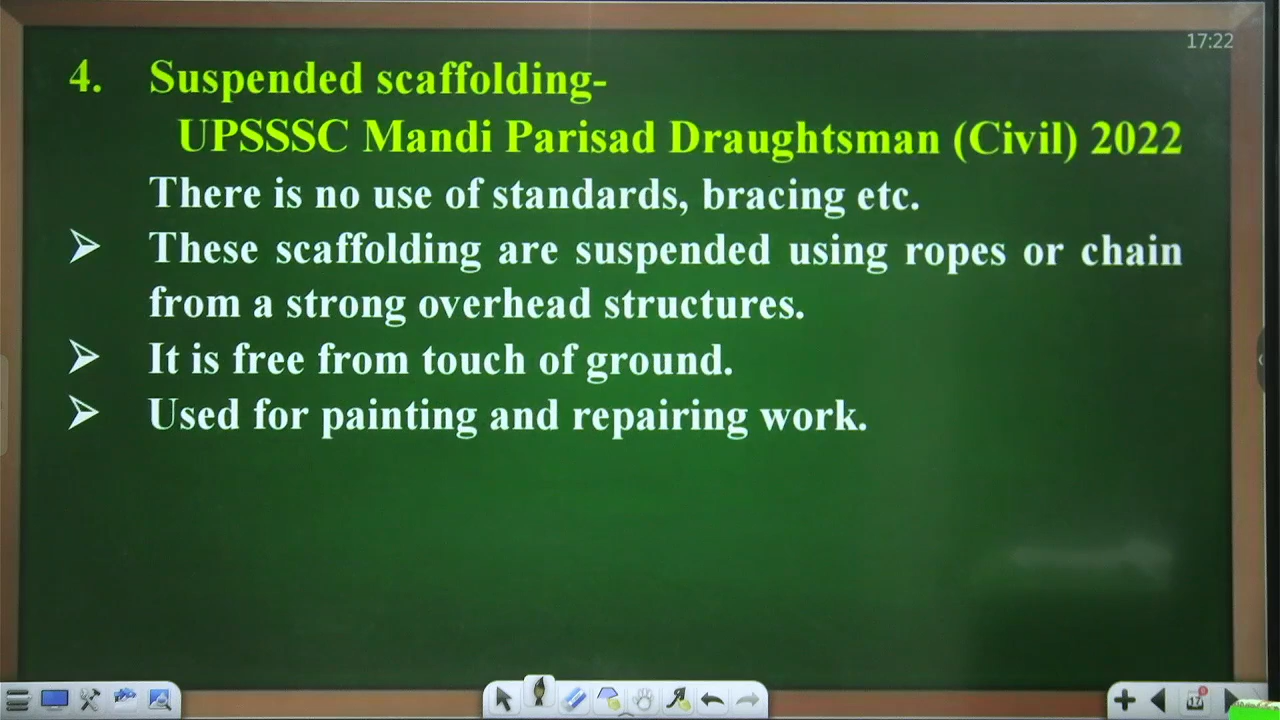 17:22
4. Suspended scaffolding-
UPSSSC Mandi Parisad Draughtsman (Civil) 2022
There is no use of standards, bracing etc.
➢ These scaffolding are suspended using ropes or chain
from a strong overhead structures.
➢ It is free from touch of ground.
➢ Used for painting and repairing work.
17